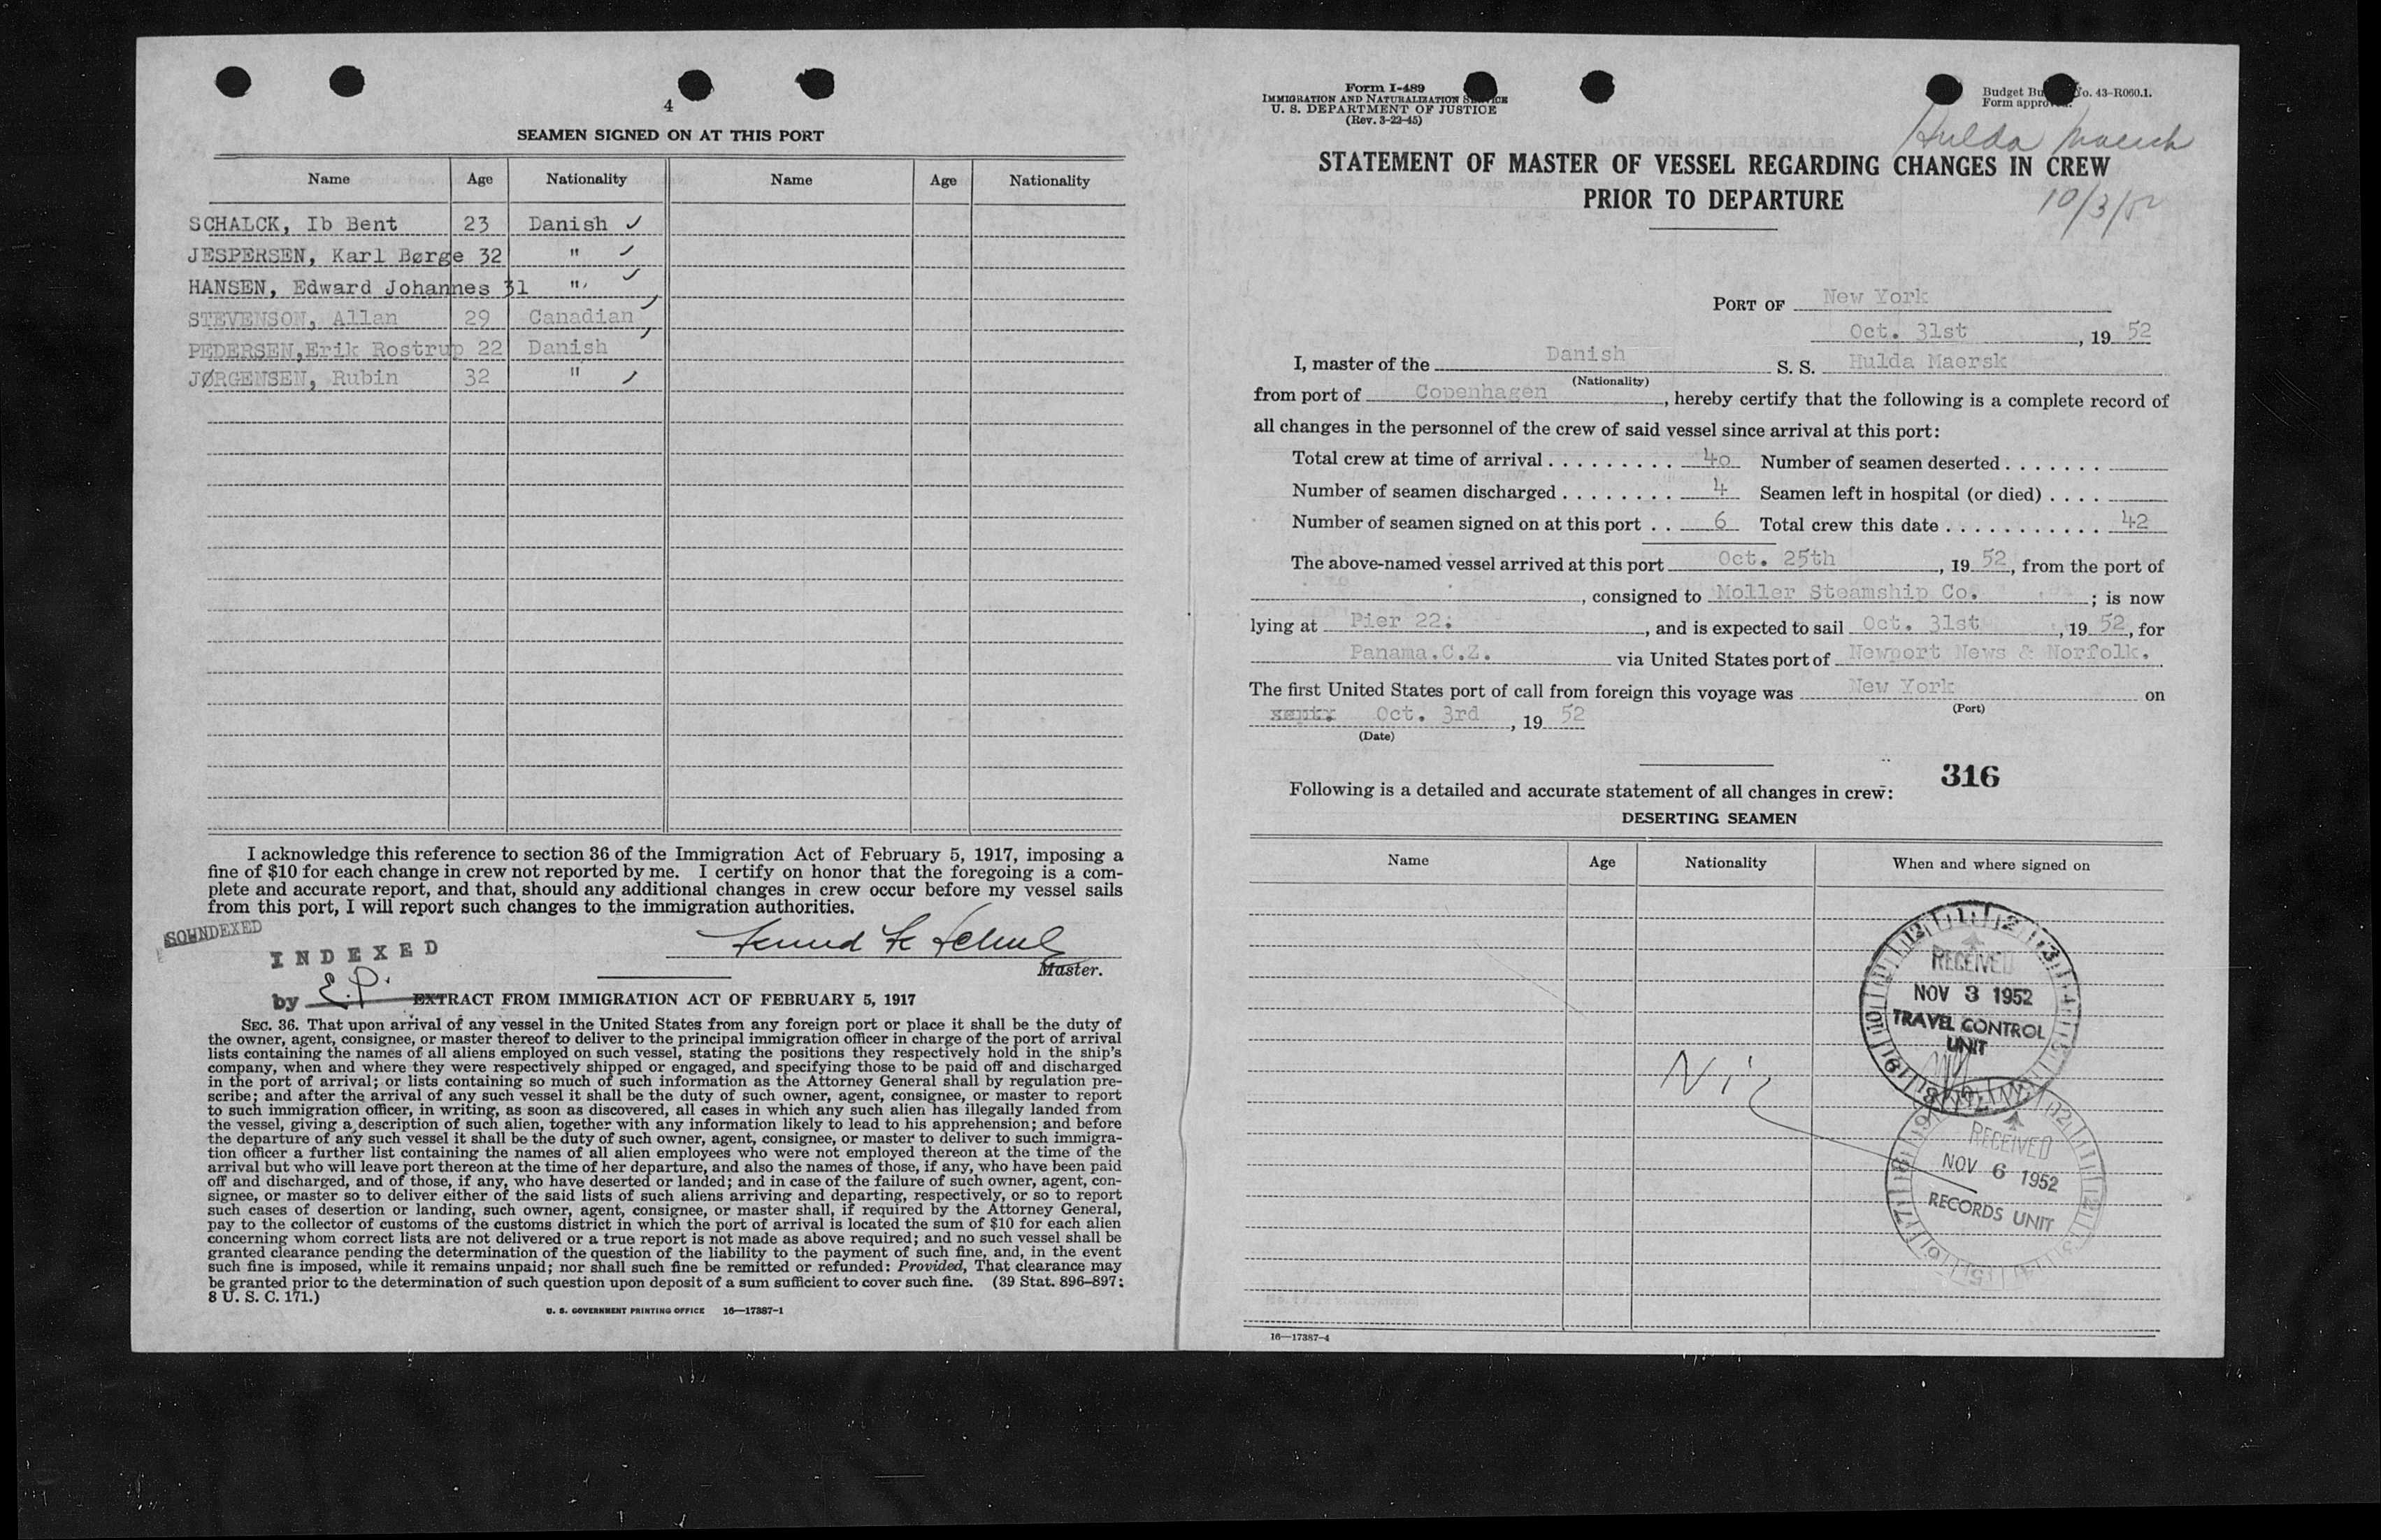 4
SEAMEN SIGNED ON AT THIS PORT
Name Age Nationality Name Age Nationality
SCHALCK, Ib Bent 23 Danish ✓
JESPERSEN, Karl Børge 32 " ✓
HANSEN, Edward Johannes 31 " ✓
STEVENSON, Allan 29 Canadian ✓
PEDERSEN,Erik Rostrup 22 Danish ✓
JØRGENSEN, Rubin 32 " ✓
I acknowledge this reference to section 36 of the Immigration Act of February 5, 1917, imposing a
fine of $10 for each change in crew not reported by me. I certify on honor that the foregoing is a com-
plete and accurate report, and that, should any additional changes in crew occur before my vessel sails
from this port, I will report such changes to the immigration authorities.
SOUNDEXED
INDEXED
Master.
by E.P.
EXTRACT FROM IMMIGRATION ACT OF FEBRUARY 5, 1917
SEC. 36. That upon arrival of any vessel in the United States from any foreign port or place it shall be the duty of
the owner, agent, consignee, or master thereof to deliver to the principal immigration officer in charge of the port of arrival
lists containing the names of all aliens employed on such vessel, stating the positions they respectively hold in the ship's
company, when and where they were respectively shipped or engaged, and specifying those to be paid off and discharged
in the port of arrival; or lists containing so much of such information as the Attorney General shall by regulation pre-
scribe; and after the arrival of any such vessel it shall be the duty of such owner, agent, consignee, or master to report
to such immigration officer, in writing, as soon as discovered, all cases in which any such alien has illegally landed from
the vessel, giving a description of such alien, together with any information likely to lead to his apprehension; and before
the departure of any such vessel it shall be the duty of such owner, agent, consignee, or master to deliver to such immigra-
tion officer a further list containing the names of all alien employees who were not employed thereon at the time of the
arrival but who will leave port thereon at the time of her departure, and also the names of those, if any, who have been paid
off and discharged, and of those, if any, who have deserted or landed; and in case of the failure of such owner, agent, con-
signee, or master so to deliver either of the said lists of such aliens arriving and departing, respectively, or so to report
such cases of desertion or landing, such owner, agent, consignee, or master shall, if required by the Attorney General,
pay to the collector of customs of the customs district in which the port of arrival is located the sum of $10 for each alien
concerning whom correct lists are not delivered or a true report is not made as above required; and no such vessel shall be
granted clearance pending the determination of the question of the liability to the payment of such fine, and, in the event
such fine is imposed, while it remains unpaid; nor shall such fine be remitted or refunded: Provided, That clearance may
be granted prior to the determination of such question upon deposit of a sum sufficient to cover such fine. (39 Stat. 896–897;
8 U. S. C. 171.)
U. S. GOVERNMENT PRINTING OFFICE 16—17387-1
Form I-489
IMMIGRATION AND NATURALIZATION SERVICE
U. S. DEPARTMENT OF JUSTICE
(Rev. 3-22-45)
Budget Bu No. 43-R060.1.
Form approved.
Hulda Maersk
STATEMENT OF MASTER OF VESSEL REGARDING CHANGES IN CREW
PRIOR TO DEPARTURE
10/3/52
PORT OF New York
Oct. 31st, 19 52
I, master of the Danish S. S. Hulda Maersk
(Nationality)
from port of Copenhagen, hereby certify that the following is a complete record of
all changes in the personnel of the crew of said vessel since arrival at this port:
Total crew at time of arrival . . . . . . . . . 40 Number of seamen deserted . . . . . . .
Number of seamen discharged . . . . . . . . 4 Seamen left in hospital (or died) . . . .
Number of seamen signed on at this port . . 6 Total crew this date . . . . . . . . . . . 42
The above-named vessel arrived at this port Oct. 25th, 19 52, from the port of
, consigned to Moller Steamship Co. ; is now
lying at Pier 22; , and is expected to sail Oct. 31st, 19 52, for
Panama.C.Z. via United States port of Newport News & Norfolk.
The first United States port of call from foreign this voyage was New York on
(Port)
Oct. 3rd, 19 52
(Date)
316
Following is a detailed and accurate statement of all changes in crew:
DESERTING SEAMEN
Name Age Nationality When and where signed on
RECEIVED
NOV 3 1952
TRAVEL CONTROL
UNIT
Nil
RECEIVED
NOV 6 1952
RECORDS UNIT
16—17387-4